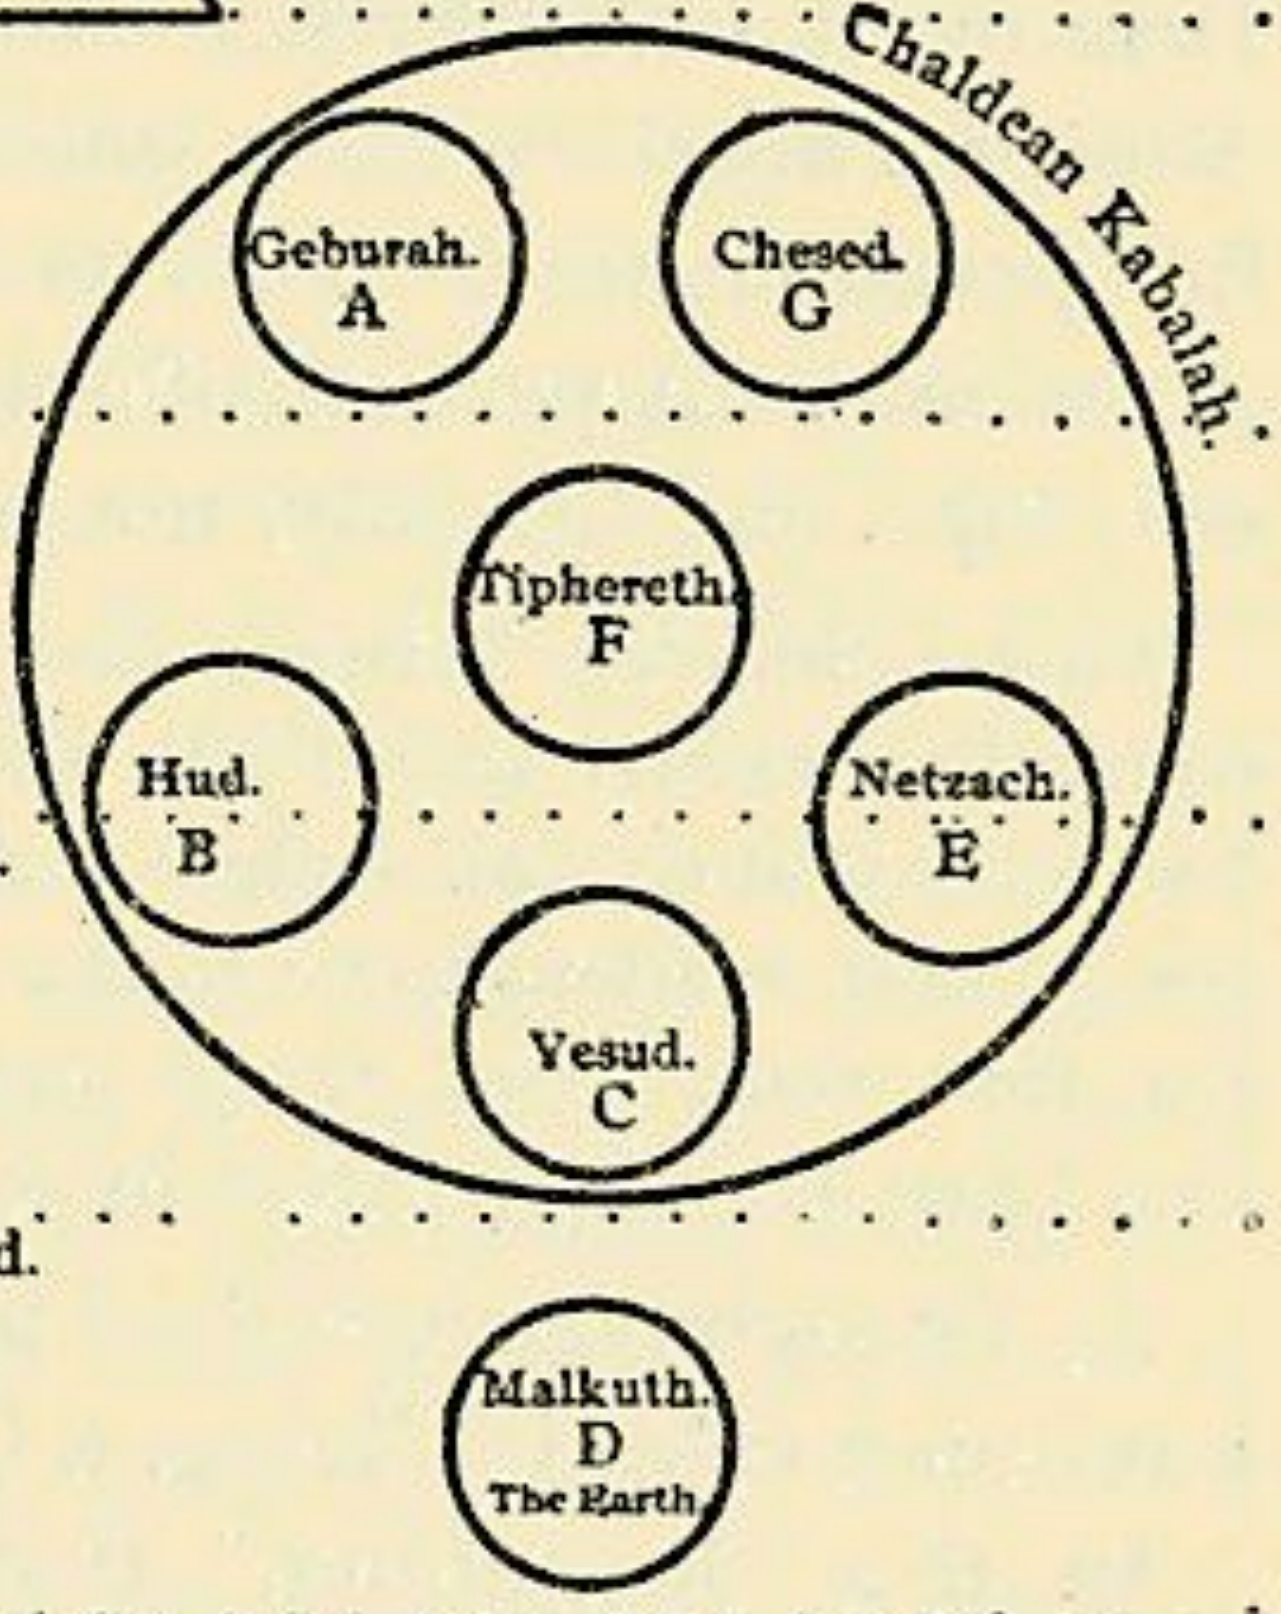 Chaldean Kabalah.
Geburah.
A
Chesed.
G
Tiphereth.
F
Hud.
B
Netzach.
E
Yesud.
C
d.
Malkuth.
D
The Earth